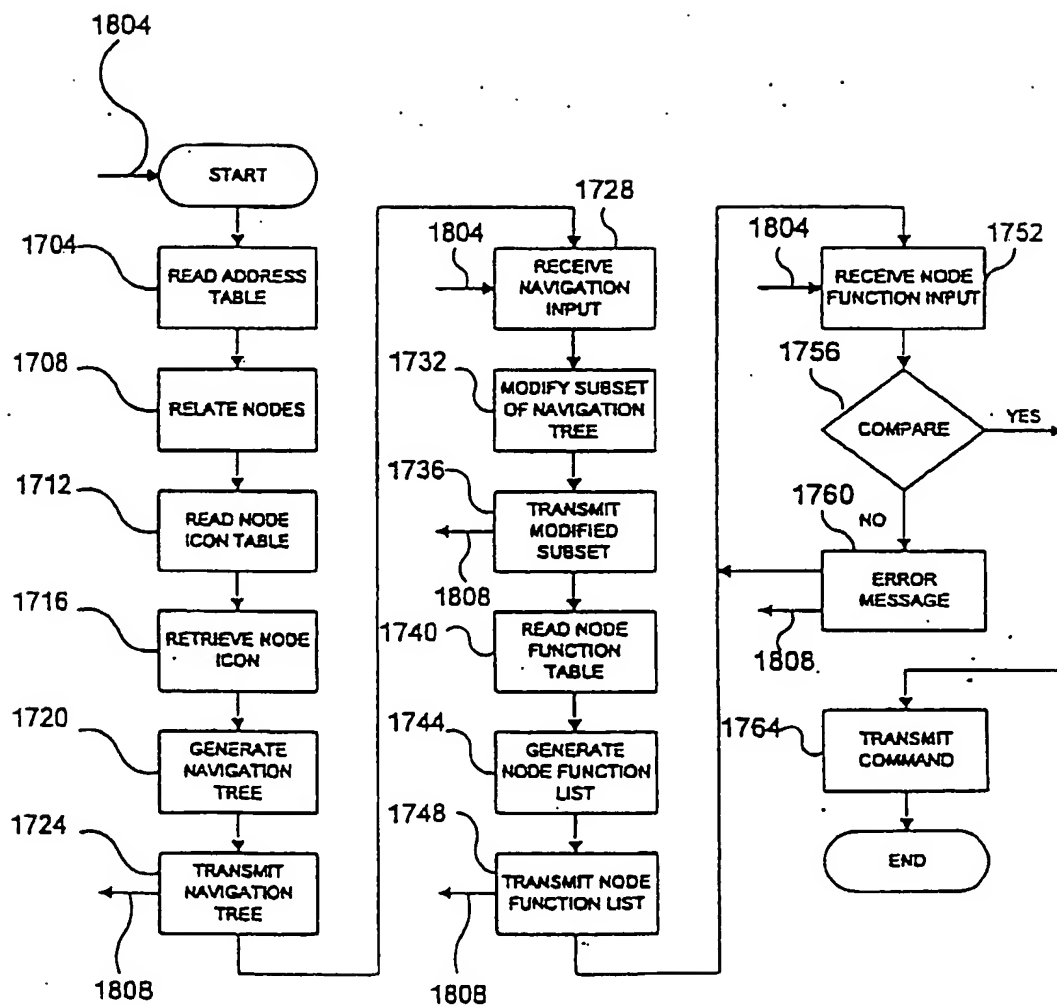 1804
START
1704
READ ADDRESS
TABLE
1708
RELATE NODES
1712
READ NODE
ICON TABLE
1716
RETRIEVE NODE
ICON
1720
GENERATE
NAVIGATION
TREE
1724
TRANSMIT
NAVIGATION
TREE
1808
1728
1804
RECEIVE
NAVIGATION
INPUT
1732
MODIFY SUBSET
OF NAVIGATION
TREE
1736
TRANSMIT
MODIFIED
SUBSET
1808
1740
READ NODE
FUNCTION
TABLE
1744
GENERATE
NODE FUNCTION
LIST
1748
TRANSMIT NODE
FUNCTION LIST
1808
1804
1752
RECEIVE NODE
FUNCTION INPUT
1756
COMPARE
YES
NO
1760
ERROR
MESSAGE
1808
1764
TRANSMIT
COMMAND
END